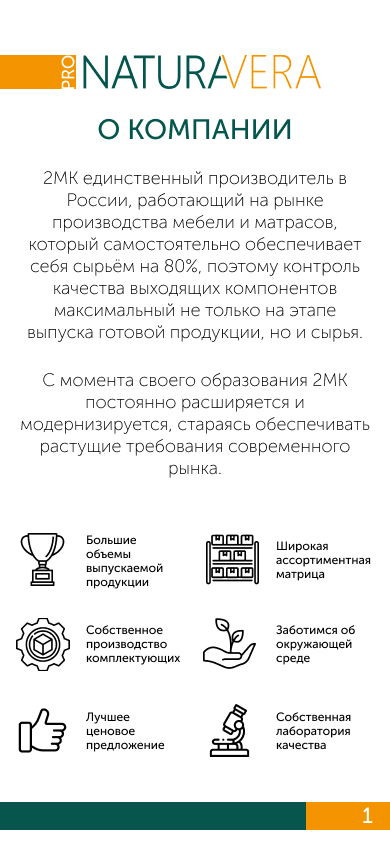 PRO NATURAVERA
О КОМПАНИИ
2МК единственный производитель в
России, работающий на рынке
производства мебели и матрасов,
который самостоятельно обеспечивает
себя сырьём на 80%, поэтому контроль
качества выходящих компонентов
максимальный не только на этапе
выпуска готовой продукции, но и сырья.
С момента своего образования 2МК
постоянно расширяется и
модернизируется, стараясь обеспечивать
растущие требования современного
рынка.
Большие
объемы
выпускаемой
продукции
Широкая
ассортиментная
матрица
Собственное
производство
комплектующих
Заботимся об
окружающей
среде
Лучшее
ценовое
предложение
Собственная
лаборатория
качества
1